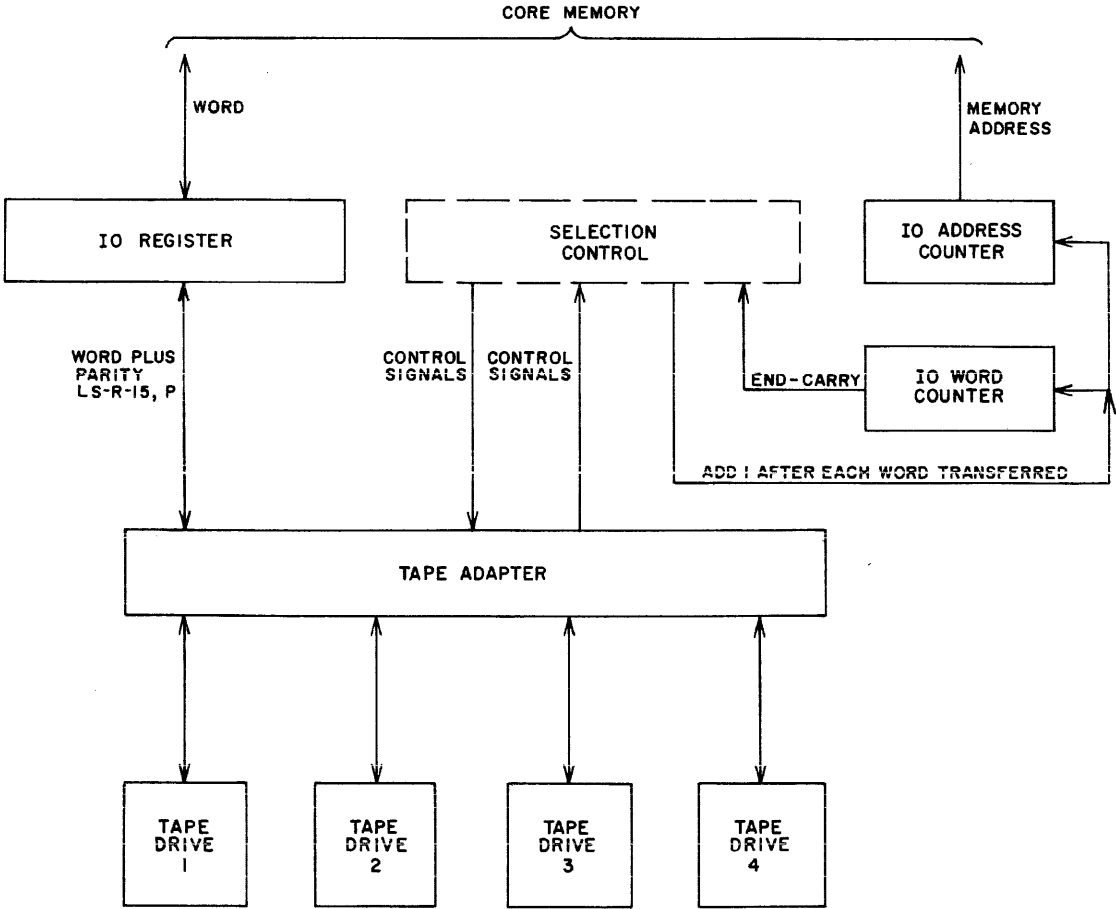 CORE MEMORY
WORD
MEMORY
ADDRESS
IO REGISTER
SELECTION
CONTROL
IO ADDRESS
COUNTER
WORD PLUS
PARITY
LS-R-15, P
CONTROL
SIGNALS
CONTROL
SIGNALS
END-CARRY
IO WORD
COUNTER
ADD 1 AFTER EACH WORD TRANSFERRED
TAPE ADAPTER
TAPE
DRIVE
1
TAPE
DRIVE
2
TAPE
DRIVE
3
TAPE
DRIVE
4